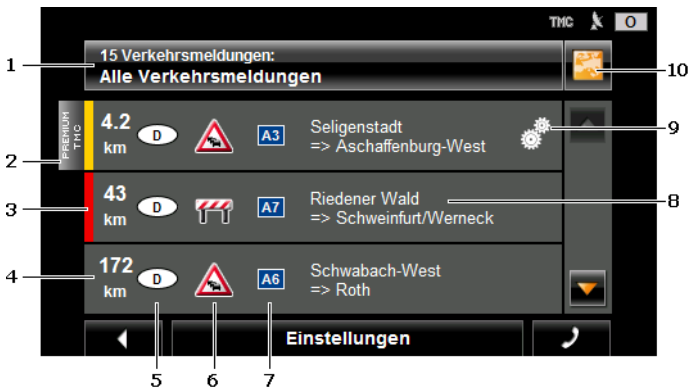 TMC O
1
15 Verkehrsmeldungen:
Alle Verkehrsmeldungen
10
PREMIUM
TMC
2
4.2
km
D
A3
Seligenstadt
=> Aschaffenburg-West
9
3
43
km
D
A7
Riedener Wald
=> Schweinfurt/Werneck
8
4
172
km
D
A6
Schwabach-West
=> Roth
Einstellungen
5 6 7